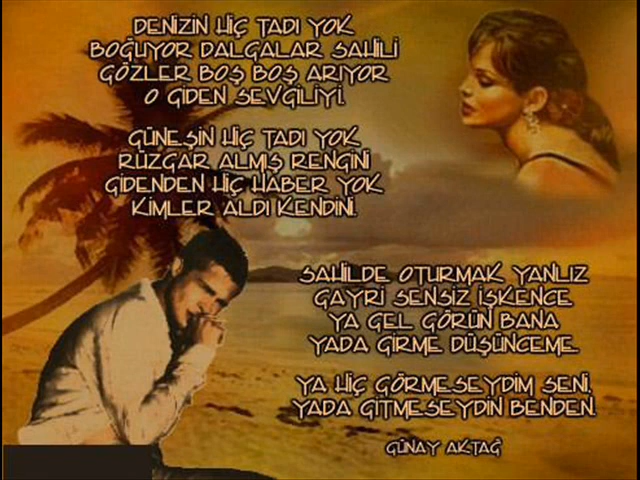 DENİZİN HİÇ TADI YOK
BOĞUYOR DALGALAR SAHİLİ
GÖZLER BOŞ BOŞ ARIYOR
O GİDEN SEVGİLİYİ.
GÜNEŞİN HİÇ TADI YOK
RÜZGAR ALMIŞ RENGİNİ
GİDENDEN HİÇ HABER YOK
KİMLER ALDI KENDİNİ.
SAHİLDE OTURMAK YANLIZ
GAYRİ SENSİZ İŞKENCE
YA GEL GÖRÜN BANA
YADA GİRME DÜŞÜNCEME.
YA HİÇ GÖRMESEYDİM SENİ,
YADA GİTMESEYDİN BENDEN.
GÜNAY AKTAĞ